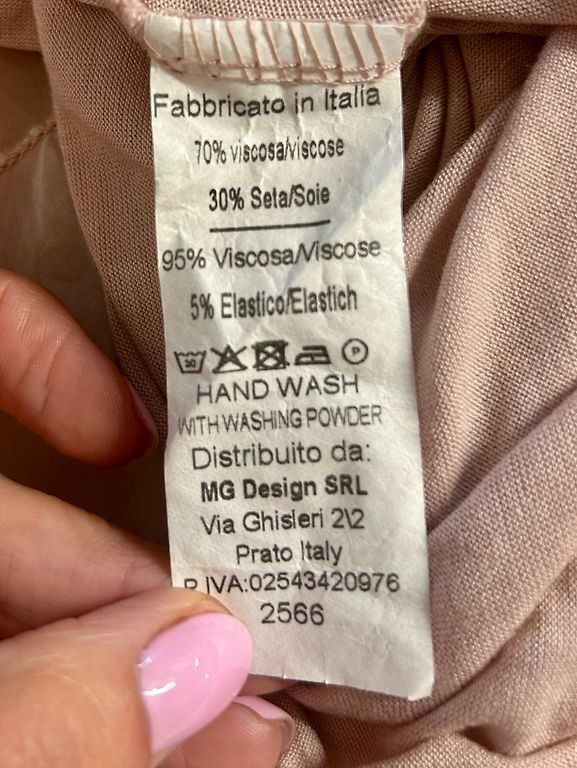 Fabbricato in Italia
70% viscosa/viscose
30% Seta/Soie
95% Viscosa/Viscose
5% Elastico/Elastich
30 P
HAND WASH
WITH WASHING POWDER
Distribuito da:
MG Design SRL
Via Ghisleri 2\2
Prato Italy
P.IVA:02543420976
2566